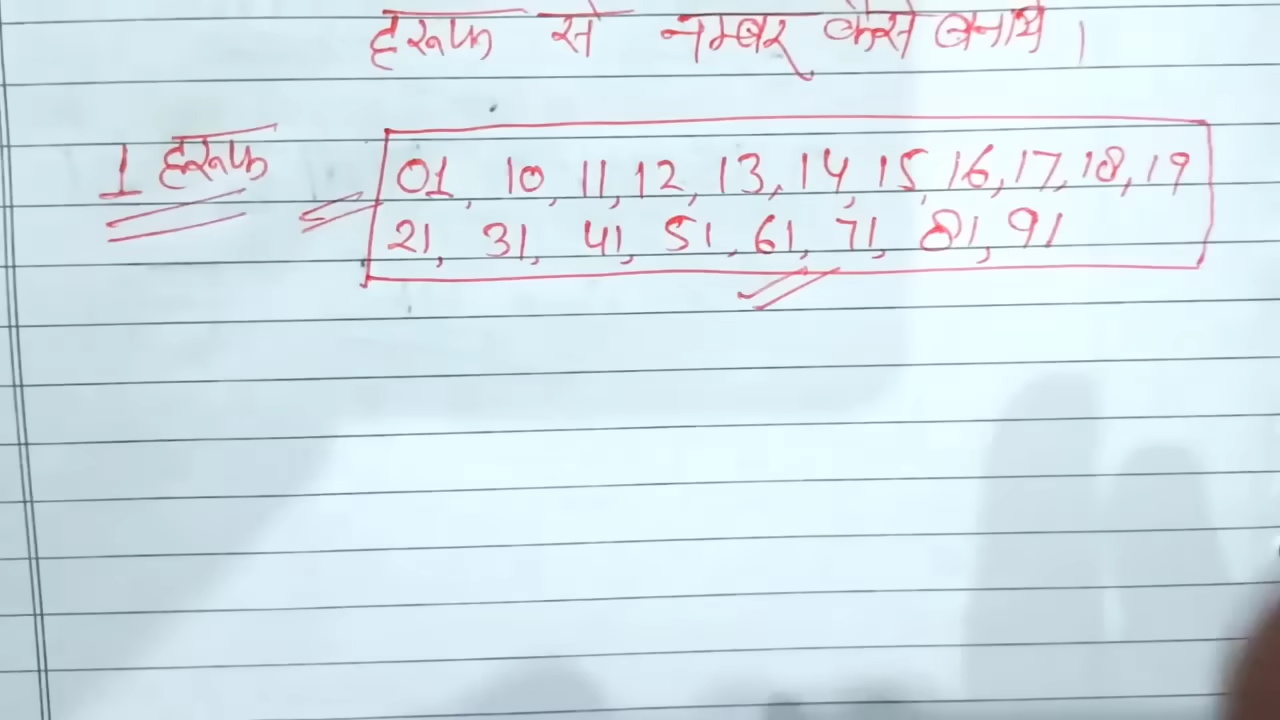 हरूफ से नम्बर कैसे बनाये।
1 हरूफ
01, 10, 11, 12, 13, 14, 15, 16, 17, 18, 19
21, 31, 41, 51, 61, 71, 81, 91